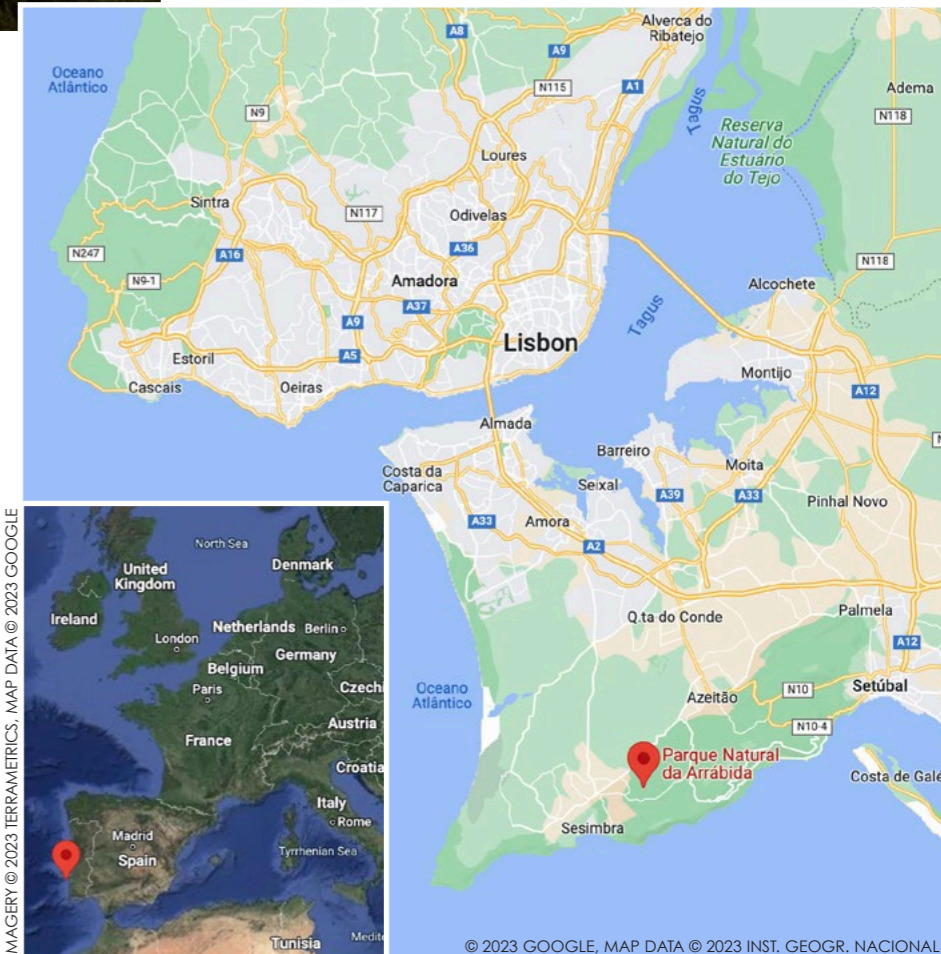 Alverca do
Ribatejo
A8
A9
Oceano
Atlântico
N115
A1
Adema
N9
Tagus
N118
Reserva
Natural do
Estuário
do Tejo
Loures
Sintra
N117
Odivelas
A36
N247
A16
N118
N9-1
Amadora
Alcochete
A37
Tagus
A9
Lisbon
A5
Estoril
Montijo
Cascais
Oeiras
A12
Almada
Barreiro
Costa da
Caparica
Seixal
Moita
A39
A33
Pinhal Novo
A33
Amora
A2
Q.ta do Conde
Palmela
A12
Oceano
Atlântico
Azeitão
N10
Setúbal
N10-4
Parque Natural
da Arrábida
Costa de Galé
Sesimbra
North Sea
Denmark
United
Kingdom
Ireland
Netherlands
Berlin
London
Germany
Belgium
Paris
Czechi
Austria
France
Croatia
Italy
Rome
Madrid
Spain
Tyrrhenian Sea
Tunisia
Medite
MAGERY © 2023 TERRAMETRICS, MAP DATA © 2023 GOOGLE
© 2023 GOOGLE, MAP DATA © 2023 INST. GEOGR. NACIONAL